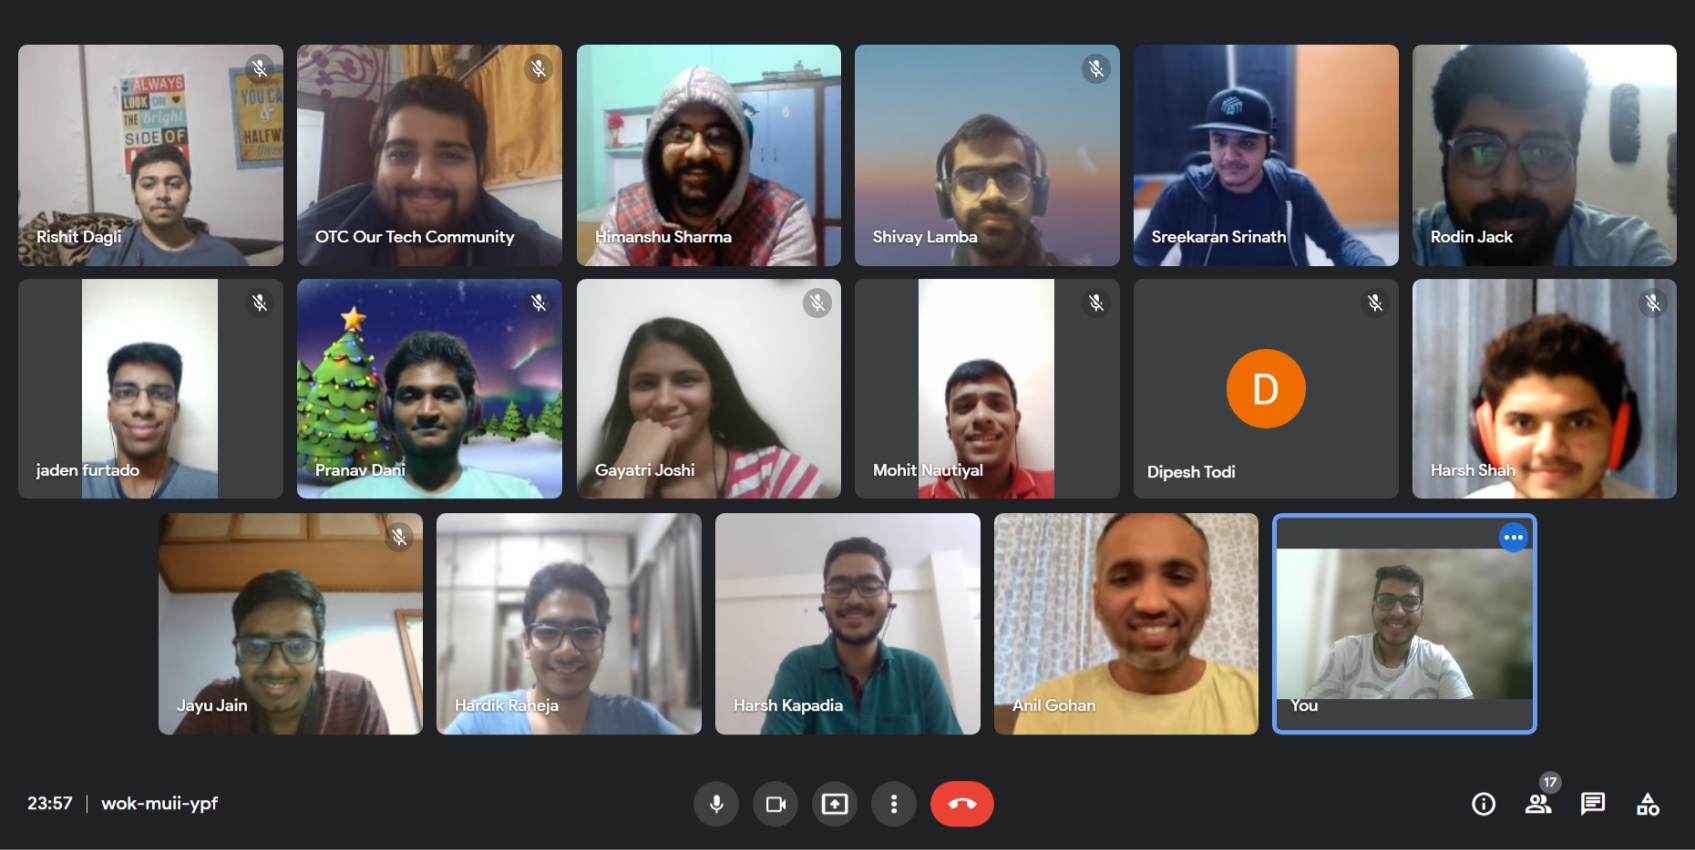 ALWAYS
LOOK ON
THE Bright
SIDE OF
YOU CA
HALFW
Rishit Dagli
OTC Our Tech Community
Himanshu Sharma
Shivay Lamba
Sreekaran Srinath
Rodin Jack
jaden furtado
Pranav Dani
Gayatri Joshi
Mohit Nautiyal
D
Dipesh Todi
Harsh Shah
Jayu Jain
Hardik Raheja
Harsh Kapadia
Anil Gohan
You
23:57 | wok-muii-ypf
17